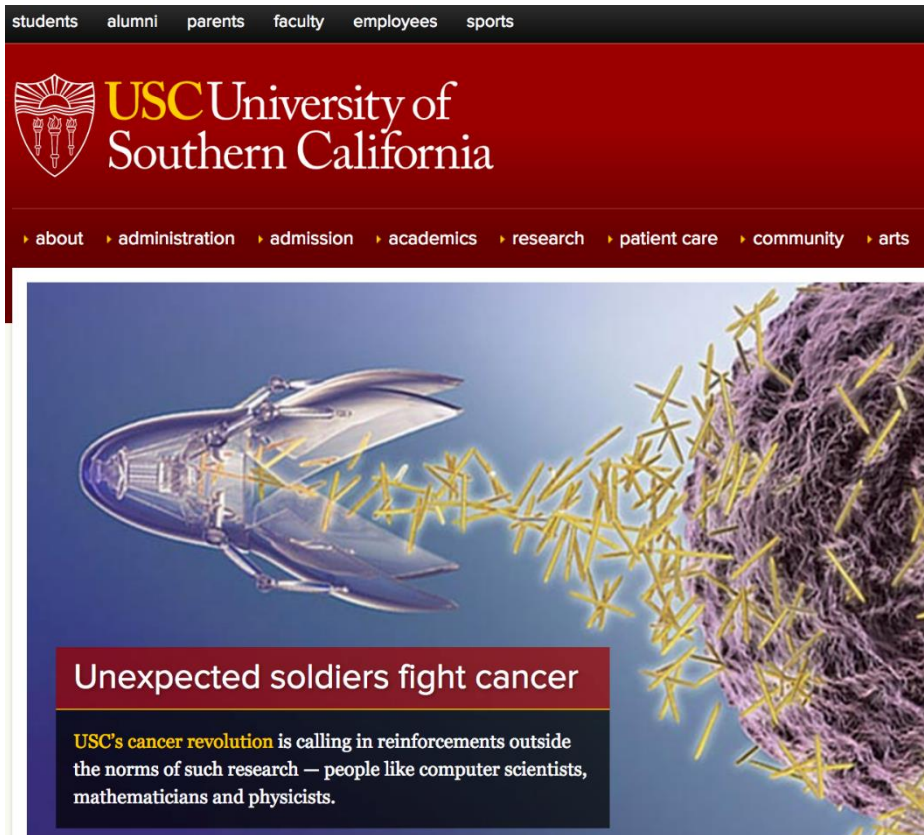 students alumni parents faculty employees sports
USC University of
Southern California
about administration admission academics research patient care community arts
Unexpected soldiers fight cancer
USC's cancer revolution is calling in reinforcements outside
the norms of such research — people like computer scientists,
mathematicians and physicists.